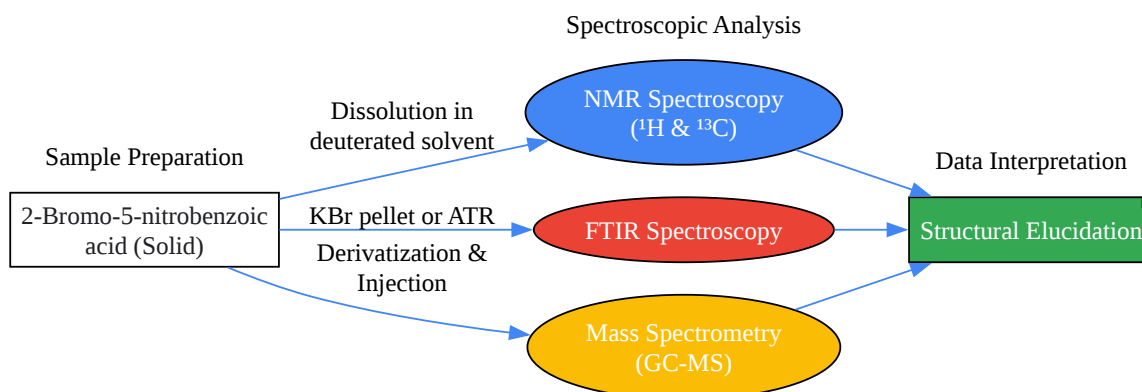 Spectroscopic Analysis
NMR Spectroscopy
(¹H & ¹³C)
Dissolution in
deuterated solvent
Sample Preparation
Data Interpretation
2-Bromo-5-nitrobenzoic
acid (Solid)
KBr pellet or ATR
FTIR Spectroscopy
Structural Elucidation
Derivatization &
Injection
Mass Spectrometry
(GC-MS)